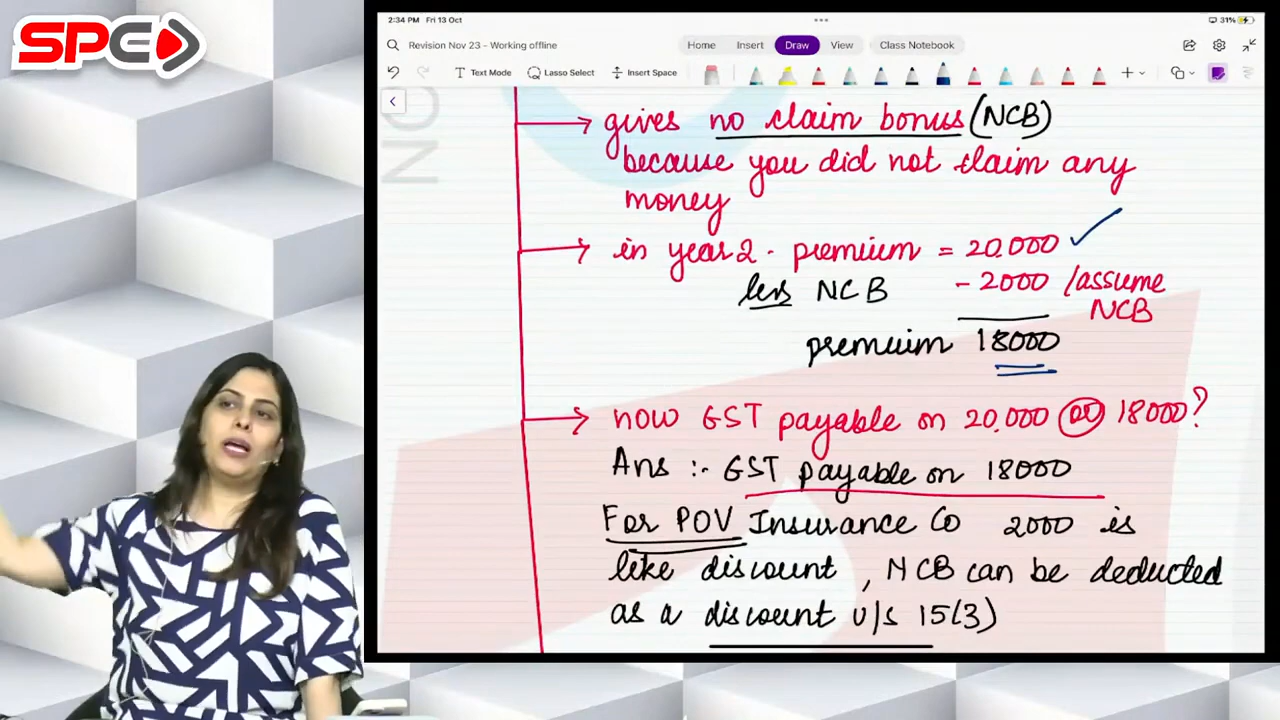 SPED
2:34 PM Fri 13 Oct
31%
Revision Nov 23 - Working offline
Home Insert Draw View Class Notebook
Text Mode Lasso Select Insert Space
NO
gives no claim bonus (NCB)
because you did not claim any
money
in year 2 - premium = 20,000
less NCB - 2000 / assume
NCB
premium 18000
now GST payable on 20,000 or 18000?
Ans :- GST payable on 18000
For POV Insurance Co 2000 is
like discount, NCB can be deducted
as a discount u/s 15(3)